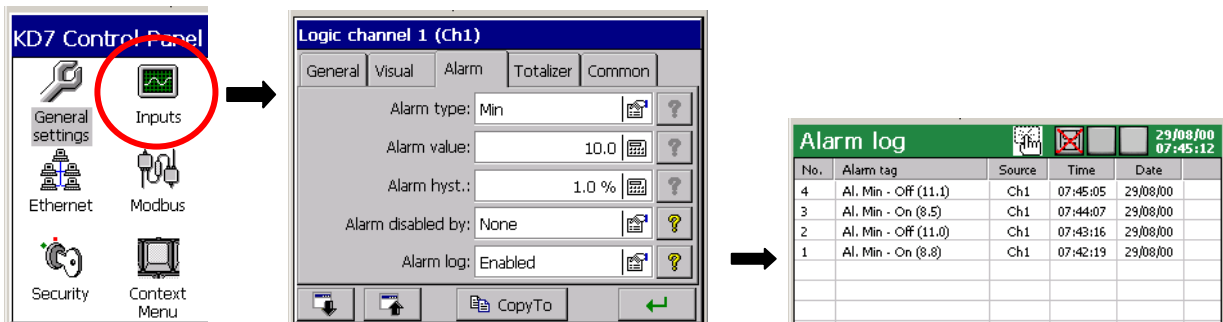 KD7 Control Panel
General settings
Inputs
Ethernet
Modbus
Security
Context Menu
Logic channel 1 (Ch1)
General Visual Alarm Totalizer Common
Alarm type: Min ?
Alarm value: 10.0 ?
Alarm hyst.: 1.0 % ?
Alarm disabled by: None ?
Alarm log: Enabled ?
CopyTo
Alarm log 29/08/00 07:45:12
No. Alarm tag Source Time Date
4 Al. Min - Off (11.1) Ch1 07:45:05 29/08/00
3 Al. Min - On (8.5) Ch1 07:44:07 29/08/00
2 Al. Min - Off (11.0) Ch1 07:43:16 29/08/00
1 Al. Min - On (8.8) Ch1 07:42:19 29/08/00